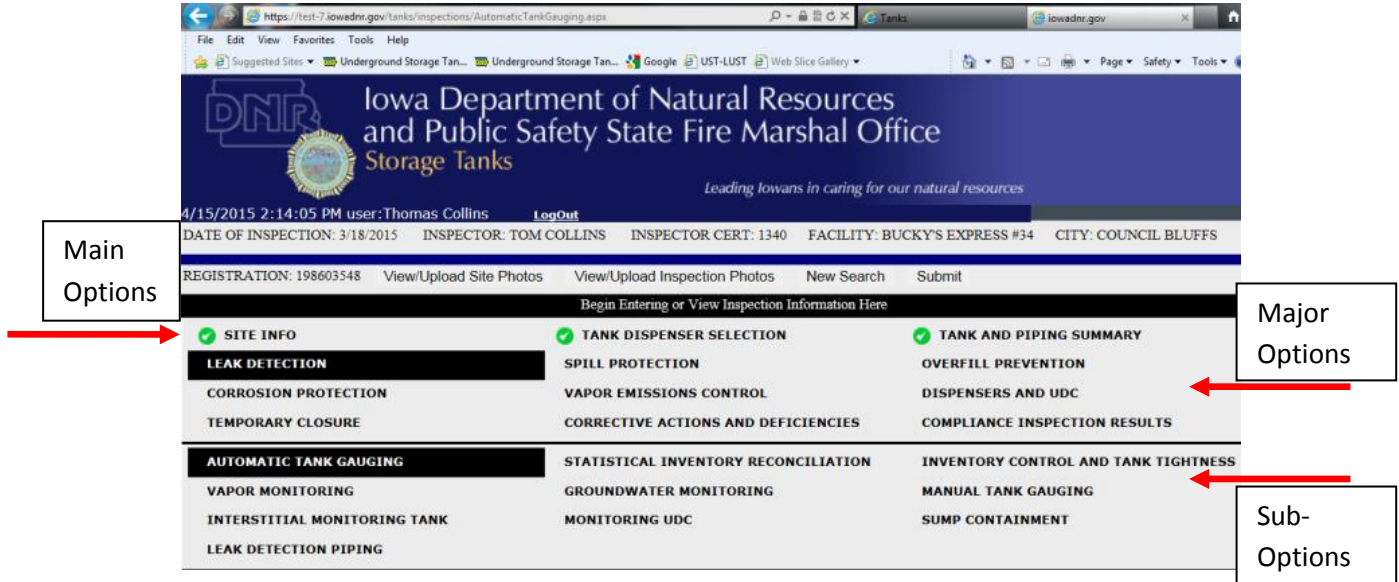 https://test-7.iowadnr.gov/tanks/inspections/AutomaticTankGauging.aspx Tanks iowadnr.gov
File Edit View Favorites Tools Help
Suggested Sites Underground Storage Tan... Underground Storage Tan... Google UST-LUST Web Slice Gallery Page Safety Tools
DNR
Iowa Department of Natural Resources
and Public Safety State Fire Marshal Office
Storage Tanks
Leading Iowans in caring for our natural resources
4/15/2015 2:14:05 PM user:Thomas Collins LogOut
DATE OF INSPECTION: 3/18/2015 INSPECTOR: TOM COLLINS INSPECTOR CERT: 1340 FACILITY: BUCKY'S EXPRESS #34 CITY: COUNCIL BLUFFS
Main
Options
REGISTRATION: 198603548 View/Upload Site Photos View/Upload Inspection Photos New Search Submit
Begin Entering or View Inspection Information Here
Major
Options
SITE INFO TANK DISPENSER SELECTION TANK AND PIPING SUMMARY
LEAK DETECTION SPILL PROTECTION OVERFILL PREVENTION
CORROSION PROTECTION VAPOR EMISSIONS CONTROL DISPENSERS AND UDC
TEMPORARY CLOSURE CORRECTIVE ACTIONS AND DEFICIENCIES COMPLIANCE INSPECTION RESULTS
AUTOMATIC TANK GAUGING STATISTICAL INVENTORY RECONCILIATION INVENTORY CONTROL AND TANK TIGHTNESS
VAPOR MONITORING GROUNDWATER MONITORING MANUAL TANK GAUGING
INTERSTITIAL MONITORING TANK MONITORING UDC SUMP CONTAINMENT
LEAK DETECTION PIPING
Sub-
Options